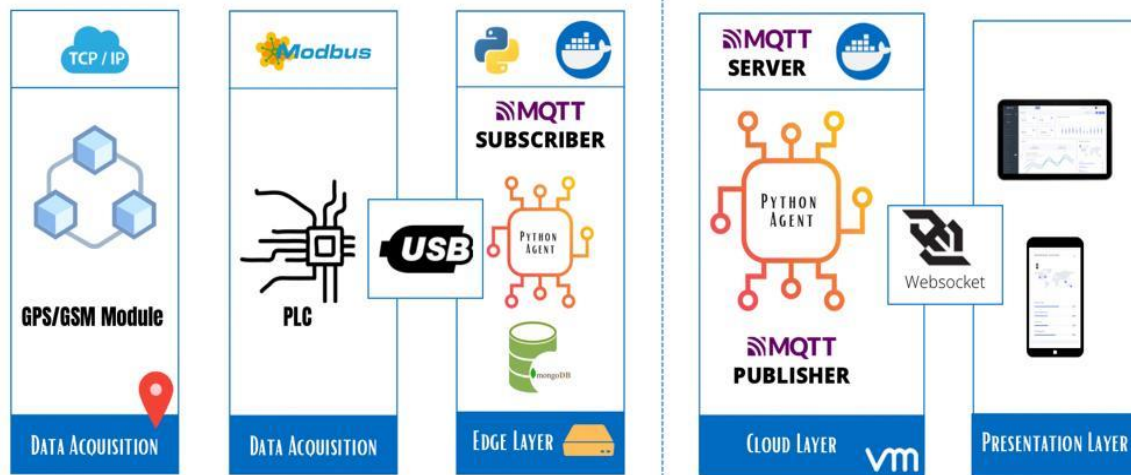 TCP / IP
GPS/GSM Module
DATA ACQUISITION
Modbus
PLC
DATA ACQUISITION
USB
MQTT
SUBSCRIBER
PYTHON
AGENT
mongoDB
EDGE LAYER
MQTT
SERVER
PYTHON
AGENT
MQTT
PUBLISHER
CLOUD LAYER
vm
Websocket
PRESENTATION LAYER